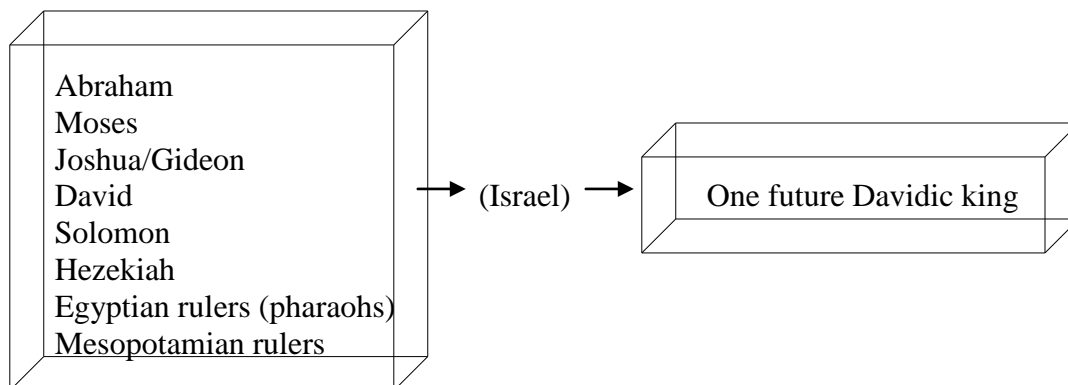 Abraham
Moses
Joshua/Gideon
David
Solomon
Hezekiah
Egyptian rulers (pharaohs)
Mesopotamian rulers
(Israel)
One future Davidic king